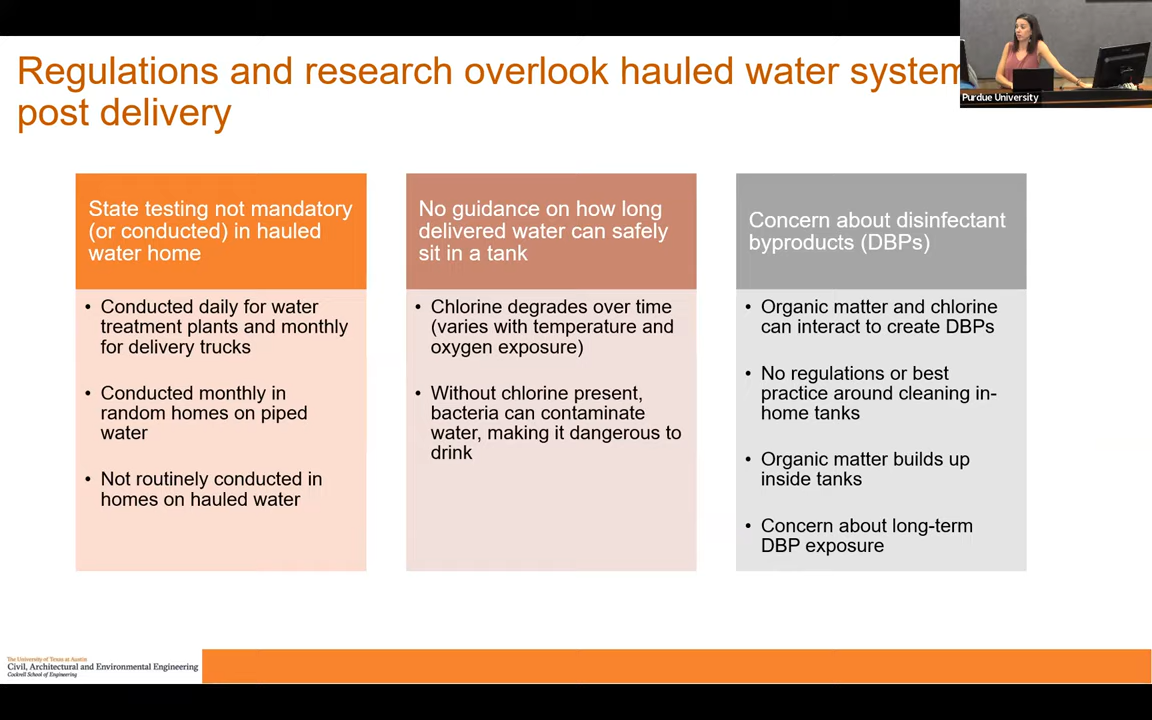 Regulations and research overlook hauled water system
post delivery
Purdue University
State testing not mandatory
(or conducted) in hauled
water home
• Conducted daily for water
treatment plants and monthly
for delivery trucks
• Conducted monthly in
random homes on piped
water
• Not routinely conducted in
homes on hauled water
No guidance on how long
delivered water can safely
sit in a tank
• Chlorine degrades over time
(varies with temperature and
oxygen exposure)
• Without chlorine present,
bacteria can contaminate
water, making it dangerous to
drink
Concern about disinfectant
byproducts (DBPs)
• Organic matter and chlorine
can interact to create DBPs
• No regulations or best
practice around cleaning in-
home tanks
• Organic matter builds up
inside tanks
• Concern about long-term
DBP exposure
The University of Texas at Austin
Civil, Architectural and Environmental Engineering
Cockrell School of Engineering